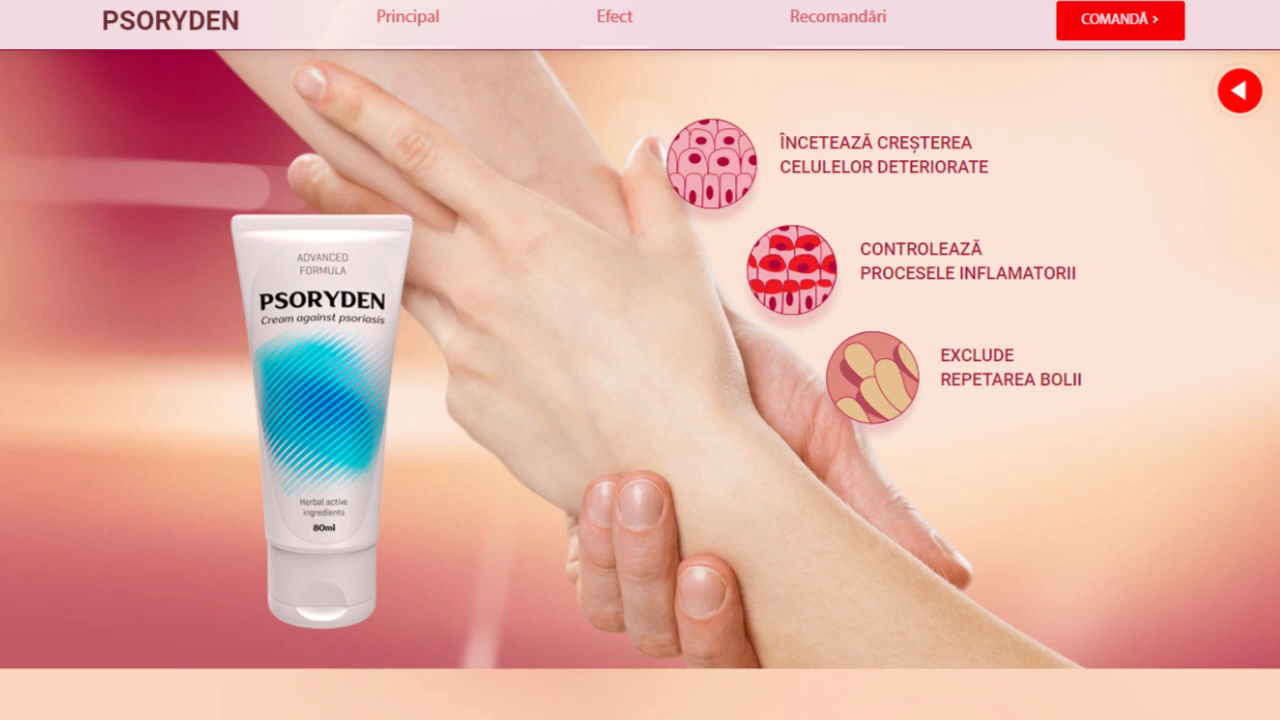 PSORYDEN
Principal
Efect
Recomandări
COMANDĂ >
ÎNCETEAZĂ CREȘTEREA
CELULELOR DETERIORATE
CONTROLEAZĂ
PROCESELE INFLAMATORII
EXCLUDE
REPETAREA BOLII
ADVANCED
FORMULA
PSORYDEN
Cream against psoriasis
Herbal active
ingredients
80ml